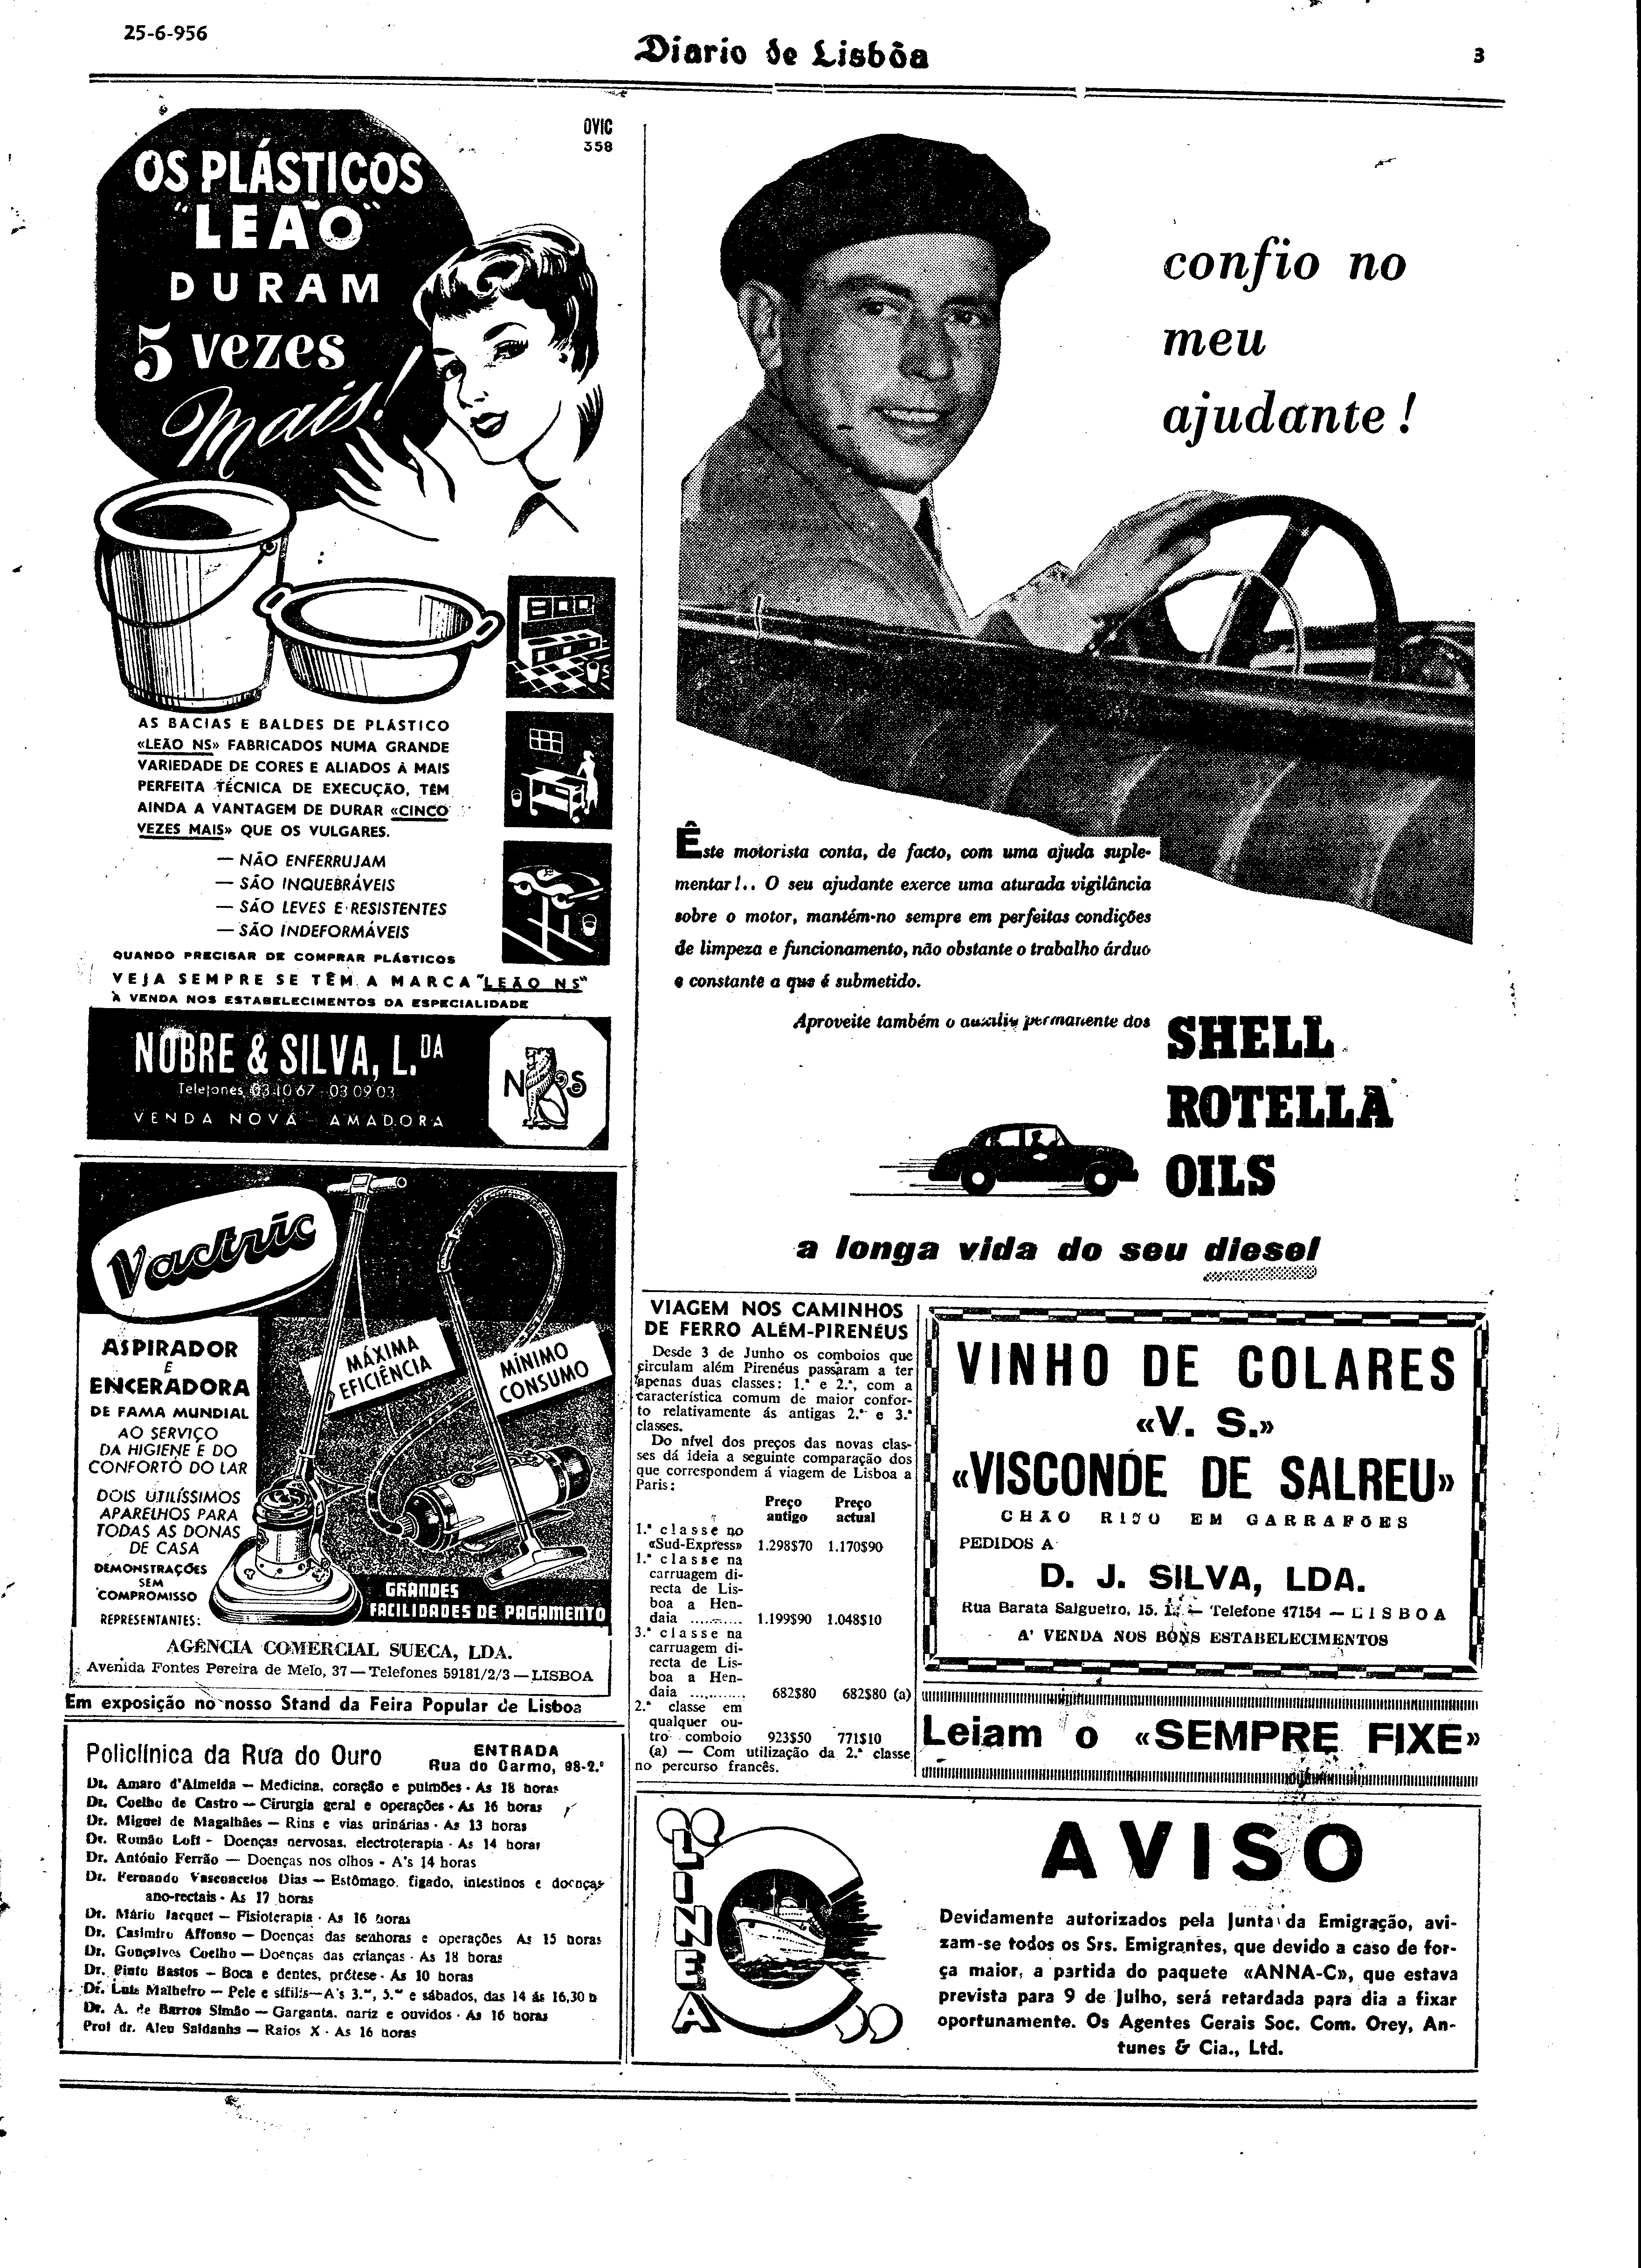 25-6-956
Diario de Lisbôa
3
OVIC
358
OS PLÁSTICOS
"LEÃO"
DURAM
5 vezes
Mais!
AS BACIAS E BALDES DE PLÁSTICO
«LEÃO NS» FABRICADOS NUMA GRANDE
VARIEDADE DE CORES E ALIADOS À MAIS
PERFEITA TÉCNICA DE EXECUÇÃO, TÊM
AINDA A VANTAGEM DE DURAR «CINCO
VEZES MAIS» QUE OS VULGARES.
— NÃO ENFERRUJAM
— SÃO INQUEBRÁVEIS
— SÃO LEVES E RESISTENTES
— SÃO INDEFORMÁVEIS
QUANDO PRECISAR DE COMPRAR PLÁSTICOS
VEJA SEMPRE SE TÊM A MARCA "LEÃO NS"
À VENDA NOS ESTABELECIMENTOS DA ESPECIALIDADE
NOBRE & SILVA, L.DA
Telefones 03 10 67 - 03 09 03
VENDA NOVA - AMADORA
N S
confio no
meu
ajudante!
Êste motorista conta, de facto, com uma ajuda suple-
mentar!.. O seu ajudante exerce uma aturada vigilância
sobre o motor, mantém-no sempre em perfeitas condições
de limpeza e funcionamento, não obstante o trabalho árduo
e constante a que é submetido.
Aproveite também o auxílio permanente dos
SHELL
ROTELLA
OILS
a longa vida do seu diesel
Vactric
MÁXIMA
EFICIÊNCIA
MÍNIMO
CONSUMO
ASPIRADOR
E
ENCERADORA
DE FAMA MUNDIAL
AO SERVIÇO
DA HIGIENE E DO
CONFORTO DO LAR
DOIS UTILÍSSIMOS
APARELHOS PARA
TODAS AS DONAS
DE CASA
DEMONSTRAÇÕES
SEM
COMPROMISSO
REPRESENTANTES:
GRANDES
FACILIDADES DE PAGAMENTO
AGÊNCIA COMERCIAL SUECA, LDA.
Avenida Fontes Pereira de Melo, 37 — Telefones 59181/2/3 — LISBOA
Em exposição no nosso Stand da Feira Popular de Lisboa
Policlínica da Rua do Ouro
ENTRADA
Rua do Carmo, 98-2.º
Dr. Amaro d'Almeida — Medicina, coração e pulmões - As 18 horas
Dr. Coelho de Castro — Cirurgia geral e operações - As 16 horas
Dr. Miguel de Magalhães — Rins e vias urinárias - As 13 horas
Dr. Romão Loff - Doenças nervosas, electroterapia - As 14 horas
Dr. António Ferrão — Doenças nos olhos - A's 14 horas
Dr. Fernando Vasconcelos Dias — Estômago, fígado, intestinos e doenças
ano-rectais - As 17 horas
Dr. Mário Jacquet — Fisioterapia - As 16 horas
Dr. Casimiro Affonso — Doenças das senhoras e operações As 15 horas
Dr. Gonçalves Coelho — Doenças das crianças - As 18 horas
Dr. Pinto Bastos — Boca e dentes, prótese - As 10 horas
Dr. Luís Malheiro — Pele e sífilis—A's 3.ªˢ, 5.ªˢ e sábados, das 14 ás 16,30 h
Dr. A. de Barros Simão — Garganta, nariz e ouvidos - As 16 horas
Prof dr. Aleu Saldanha — Raios X - As 16 horas
VIAGEM NOS CAMINHOS
DE FERRO ALÉM-PIRENÉUS
Desde 3 de Junho os comboios que
circulam além Pirenéus passaram a ter
apenas duas classes: 1.ª e 2.ª, com a
característica comum de maior confor-
to relativamente ás antigas 2.ª e 3.ª
classes.
Do nível dos preços das novas clas-
ses dá ideia a seguinte comparação dos
que correspondem á viagem de Lisboa a
Paris:
Preço Preço
antigo actual
1.ª classe no
«Sud-Express» 1.298$70 1.170$90
1.ª classe na
carruagem di-
recta de Lis-
boa a Hen-
daia .......... 1.199$90 1.048$10
3.ª classe na
carruagem di-
recta de Lis-
boa a Hen-
daia .......... 682$80 682$80 (a)
2.ª classe em
qualquer ou-
tro comboio 923$50 771$10
(a) — Com utilização da 2.ª classe
no percurso francês.
VINHO DE COLARES
«V. S.»
«VISCONDE DE SALREU»
CHÃO RIJO EM GARRAFÕES
PEDIDOS A
D. J. SILVA, LDA.
Rua Barata Salgueiro, 15. — Telefone 47154 — LISBOA
A' VENDA NOS BONS ESTABELECIMENTOS
Leiam o «SEMPRE FIXE»
LINEA
C
AVISO
Devidamente autorizados pela Junta da Emigração, avi-
zam-se todos os Srs. Emigrantes, que devido a caso de for-
ça maior, a partida do paquete «ANNA-C», que estava
prevista para 9 de Julho, será retardada para dia a fixar
oportunamente. Os Agentes Gerais Soc. Com. Orey, An-
tunes & Cia., Ltd.